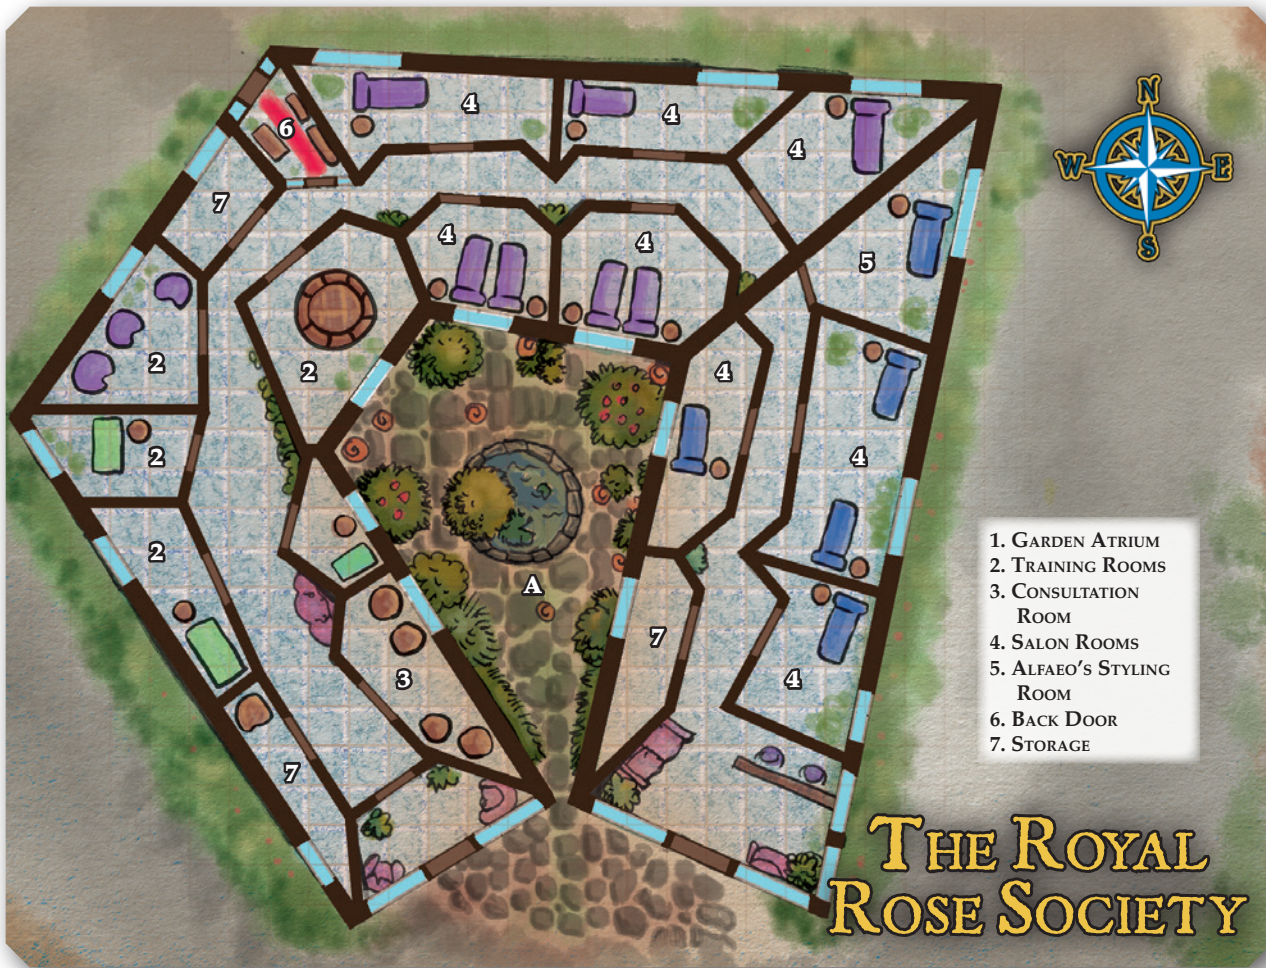 4
4
4
6
7
4
4
5
2
2
4
2
4
2
A
7
3
4
7
N
W
E
S
1. Garden Atrium
2. Training Rooms
3. Consultation
Room
4. Salon Rooms
5. Alfaeo's Styling
Room
6. Back Door
7. Storage
The Royal
Rose Society